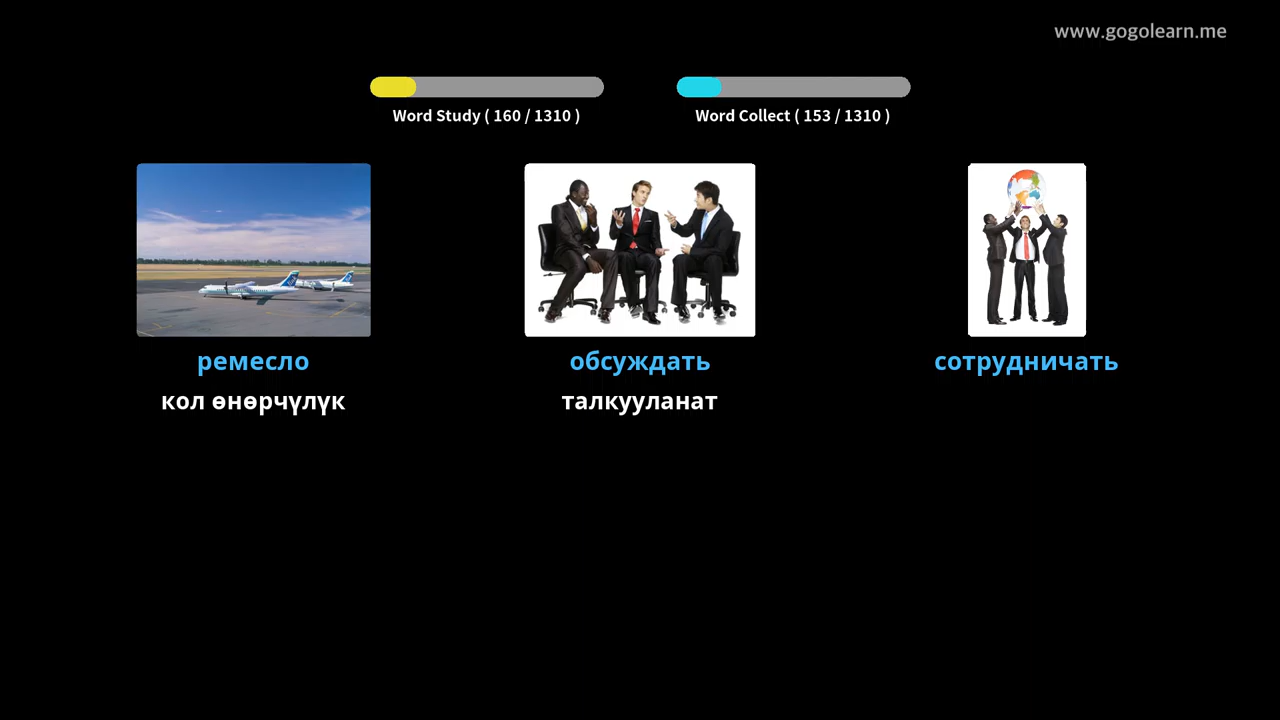 www.gogolearn.me
Word Study ( 160 / 1310 )
Word Collect ( 153 / 1310 )
ремесло
кол өнөрчүлүк
обсуждать
талкууланат
сотрудничать